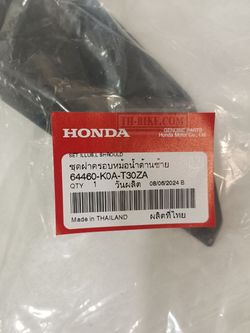 TH-BIKE.COM
HONDA
GENUINE PARTS
Honda Motor Co., Ltd.
SET ILLUS,L SHROUD
ชุดฝาครอบหม้อน้ำด้านซ้าย
64460-K0A-T30ZA
QTY 1 วันผลิต 08/06/2024 B
Made in THAILAND ผลิตที่ไทย